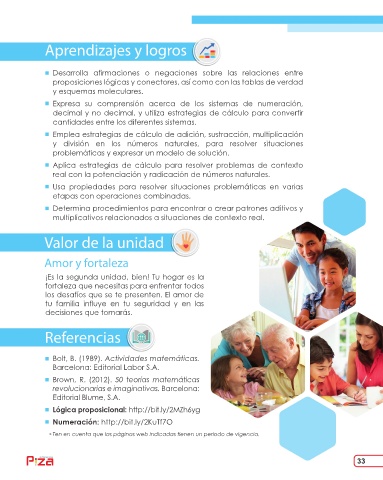 Aprendizajes y logros
Desarrolla afirmaciones o negaciones sobre las relaciones entre
proposiciones lógicas y conectores, así como con las tablas de verdad
y esquemas moleculares.
Expresa su comprensión acerca de los sistemas de numeración,
decimal y no decimal, y utiliza estrategias de cálculo para convertir
cantidades entre los diferentes sistemas.
Emplea estrategias de cálculo de adición, sustracción, multiplicación
y división en los números naturales, para resolver situaciones
problemáticas y expresar un modelo de solución.
Aplica estrategias de cálculo para resolver problemas de contexto
real con la potenciación y radicación de números naturales.
Usa propiedades para resolver situaciones problemáticas en varias
etapas con operaciones combinadas.
Determina procedimientos para encontrar o crear patrones aditivos y
multiplicativos relacionados a situaciones de contexto real.
Valor de la unidad
Amor y fortaleza
¡Es la segunda unidad, bien! Tu hogar es la
fortaleza que necesitas para enfrentar todos
los desafíos que se te presenten. El amor de
tu familia influye en tu seguridad y en las
decisiones que tomarás.
Referencias
Bolt, B. (1989). Actividades matemáticas.
Barcelona: Editorial Labor S.A.
Brown, R. (2012). 50 teorías matemáticas
revolucionarias e imaginativas. Barcelona:
Editorial Blume, S.A.
Lógica proposicional: http://bit.ly/2MZh6yg
Numeración: http://bit.ly/2KuTf7O
• Ten en cuenta que las páginas web indicadas tienen un periodo de vigencia.
33